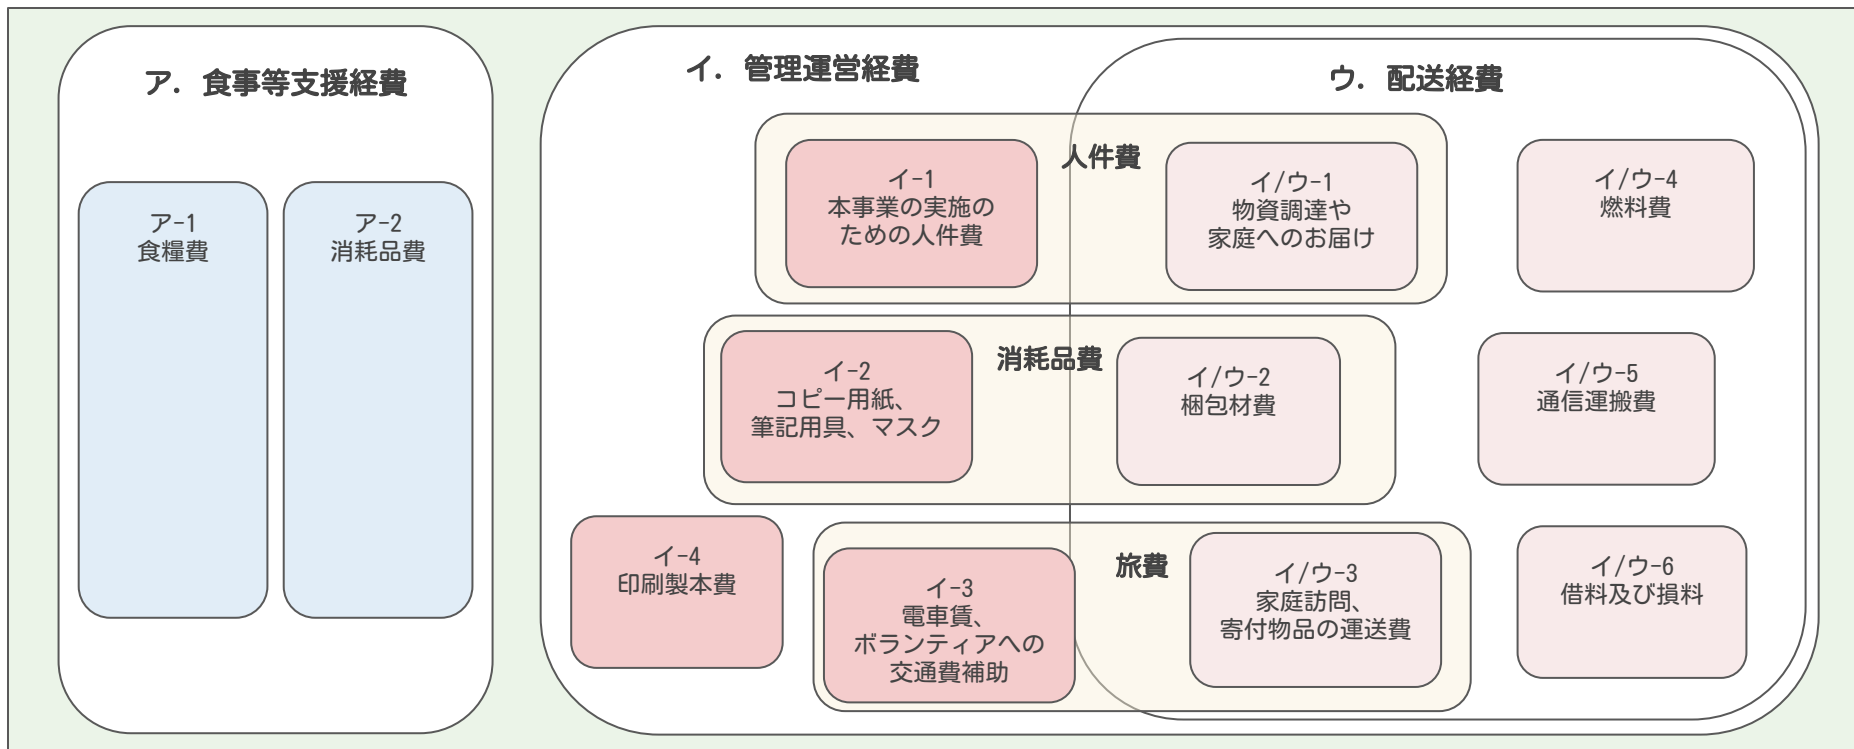 ア．食事等支援経費
ア-1
食糧費
ア-2
消耗品費
イ．管理運営経費
ウ．配送経費
人件費
イ-1
本事業の実施の
ための人件費
イ/ウ-1
物資調達や
家庭へのお届け
イ/ウ-4
燃料費
消耗品費
イ-2
コピー用紙、
筆記用具、マスク
イ/ウ-2
梱包材費
イ/ウ-5
通信運搬費
イ-4
印刷製本費
旅費
イ-3
電車賃、
ボランティアへの
交通費補助
イ/ウ-3
家庭訪問、
寄付物品の運送費
イ/ウ-6
借料及び損料